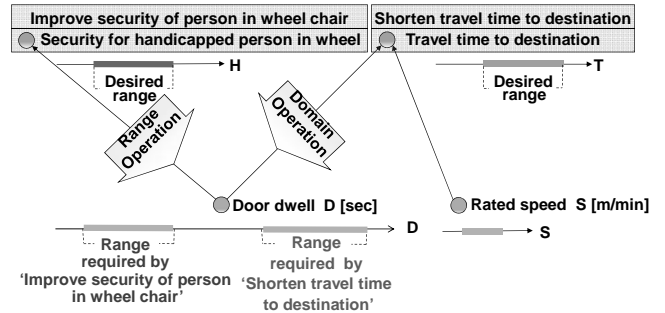 Improve security of person in wheel chair
Security for handicapped person in wheel
Shorten travel time to destination
Travel time to destination
H
Desired
range
T
Desired
range
Range
Operation
Domain
Operation
Door dwell D [sec]
Rated speed S [m/min]
D
S
Range
required by
'Improve security of person
in wheel chair'
Range
required by
'Shorten travel time
to destination'